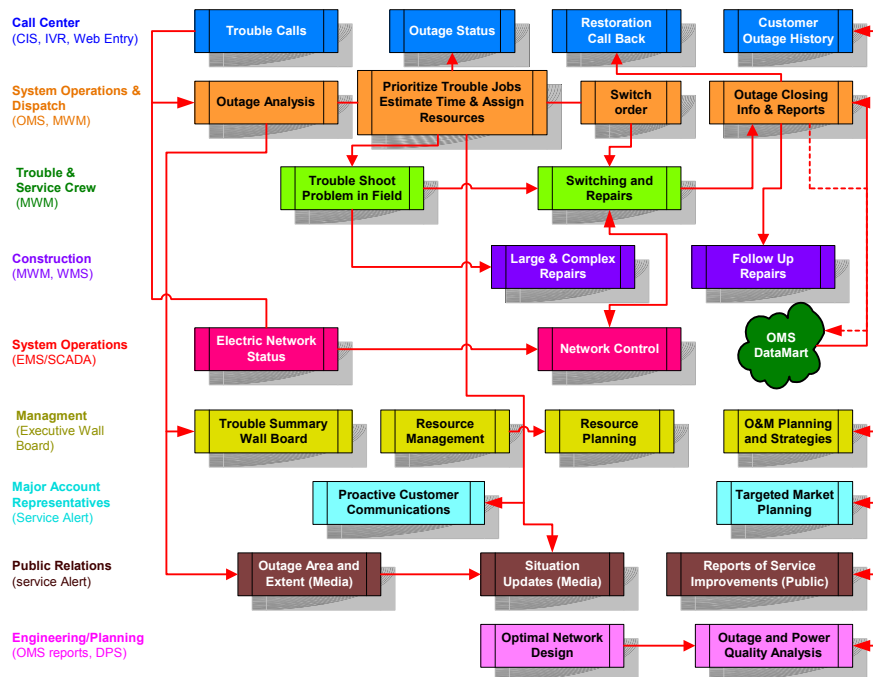 Call Center
(CIS, IVR, Web Entry)
Trouble Calls
Outage Status
Restoration
Call Back
Customer
Outage History
System Operations &
Dispatch
(OMS, MWM)
Outage Analysis
Prioritize Trouble Jobs
Estimate Time & Assign
Resources
Switch
order
Outage Closing
Info & Reports
Trouble &
Service Crew
(MWM)
Trouble Shoot
Problem in Field
Switching and
Repairs
Construction
(MWM, WMS)
Large & Complex
Repairs
Follow Up
Repairs
System Operations
(EMS/SCADA)
Electric Network
Status
Network Control
OMS
DataMart
Managment
(Executive Wall
Board)
Trouble Summary
Wall Board
Resource
Management
Resource
Planning
O&M Planning
and Strategies
Major Account
Representatives
(Service Alert)
Proactive Customer
Communications
Targeted Market
Planning
Public Relations
(service Alert)
Outage Area and
Extent (Media)
Situation
Updates (Media)
Reports of Service
Improvements (Public)
Engineering/Planning
(OMS reports, DPS)
Optimal Network
Design
Outage and Power
Quality Analysis